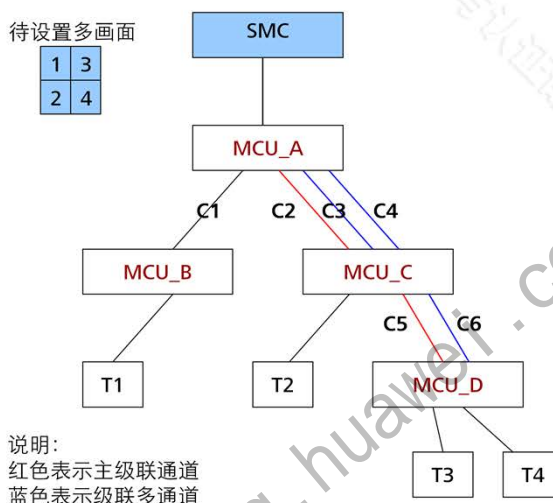 待设置多画面
1 3
2 4
SMC
MCU_A
C1 C2 C3 C4
MCU_B MCU_C
C5 C6
T1 T2 MCU_D
T3 T4
说明：
红色表示主级联通道
蓝色表示级联多通道
huawei.co